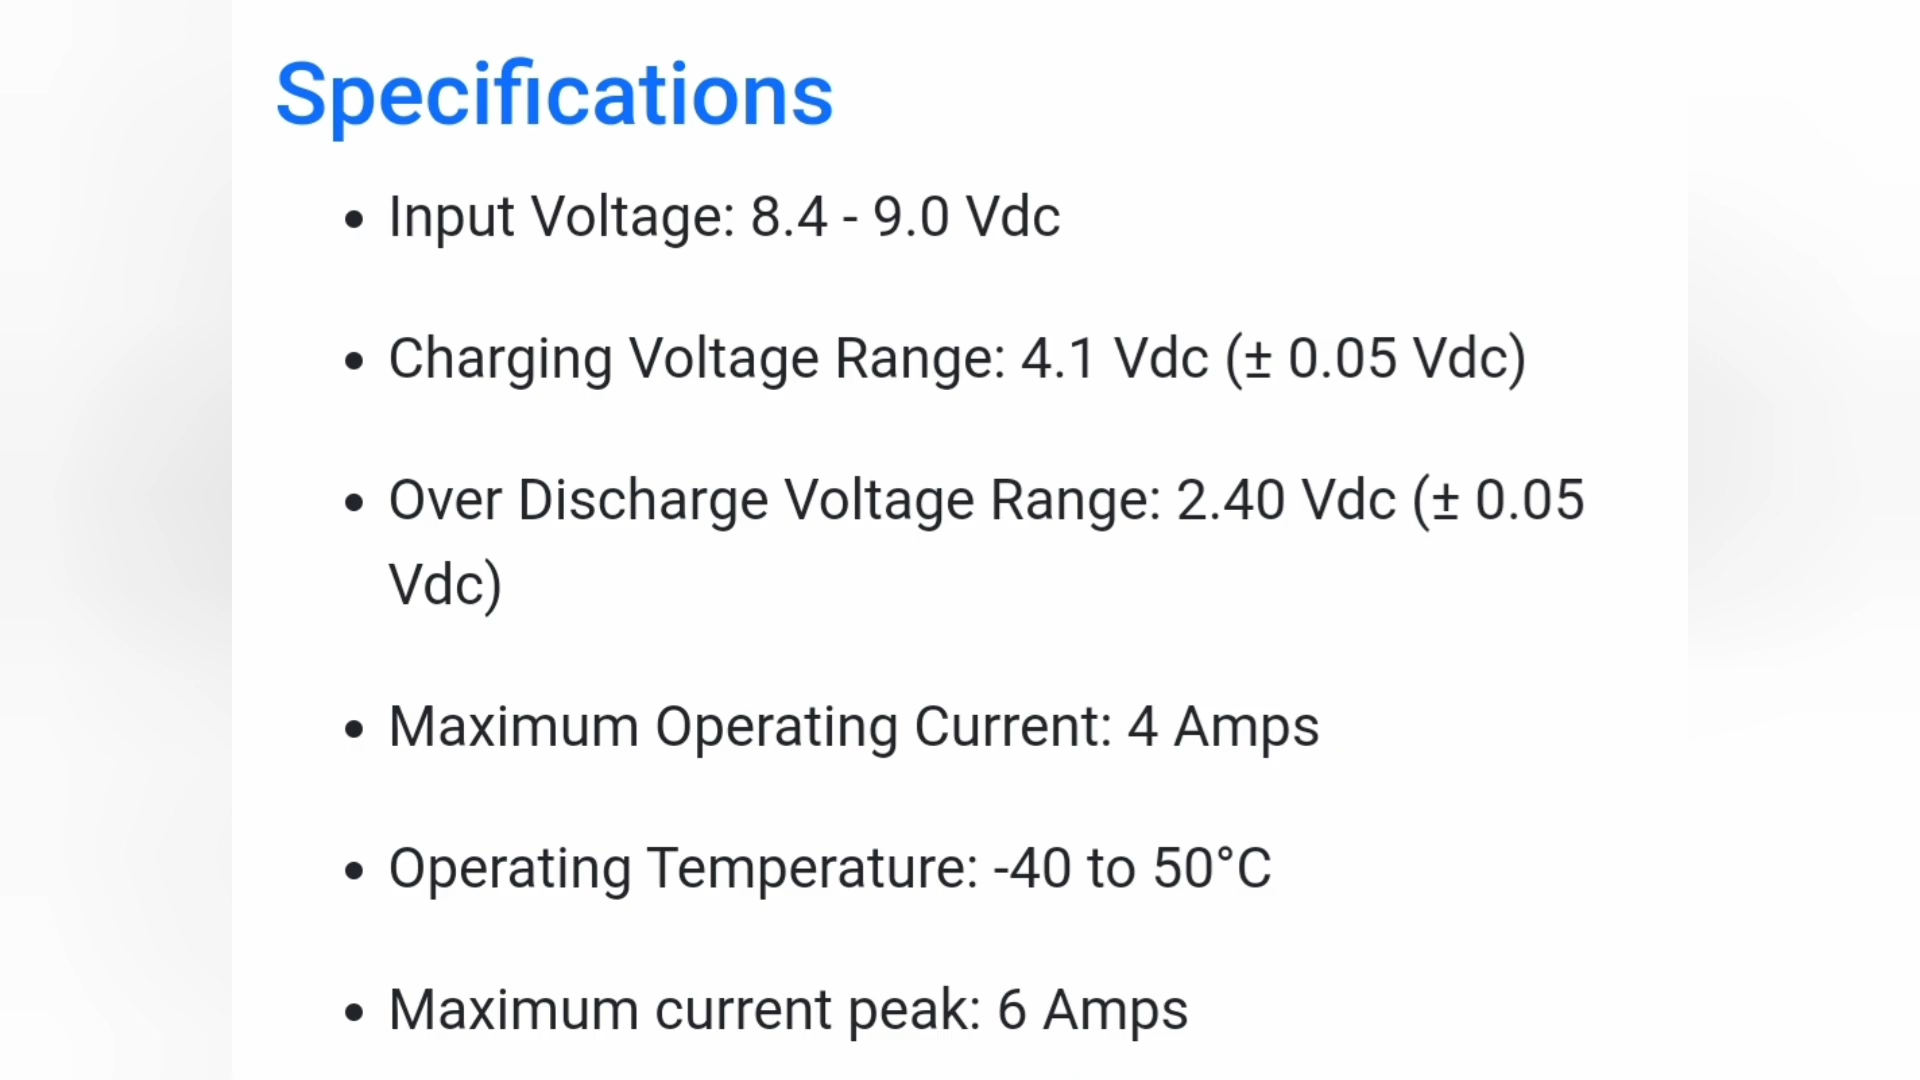 Specifications
• Input Voltage: 8.4 - 9.0 Vdc
• Charging Voltage Range: 4.1 Vdc (± 0.05 Vdc)
• Over Discharge Voltage Range: 2.40 Vdc (± 0.05
Vdc)
• Maximum Operating Current: 4 Amps
• Operating Temperature: -40 to 50°C
• Maximum current peak: 6 Amps